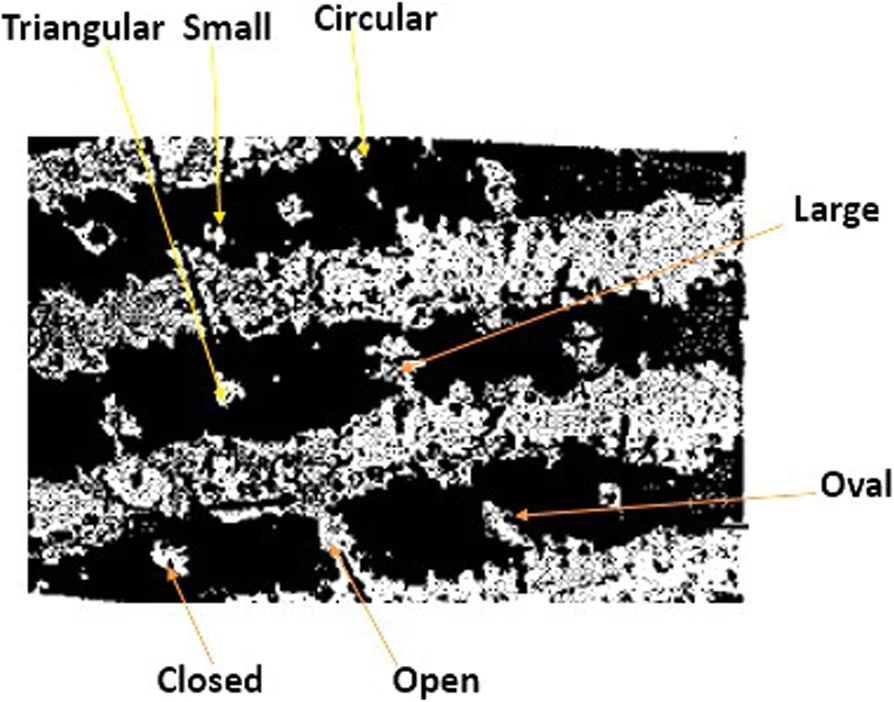 Triangular Small Circular
Large
Oval
Closed Open